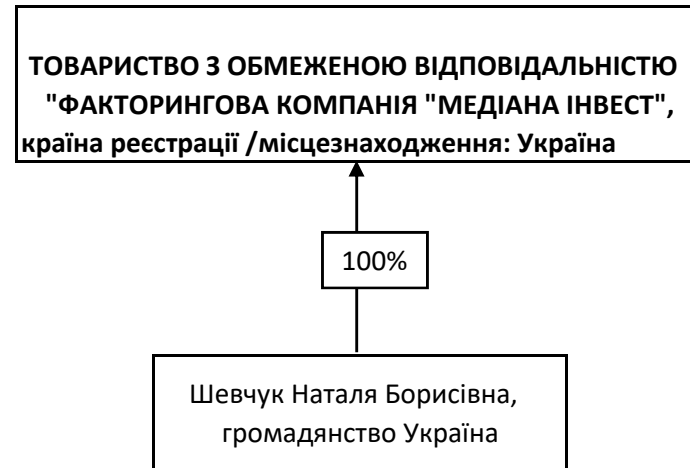 ТОВАРИСТВО З ОБМЕЖЕНОЮ ВІДПОВІДАЛЬНІСТЮ
"ФАКТОРИНГОВА КОМПАНІЯ "МЕДІАНА ІНВЕСТ",
країна реєстрації /місцезнаходження: Україна
100%
Шевчук Наталя Борисівна,
громадянство Україна